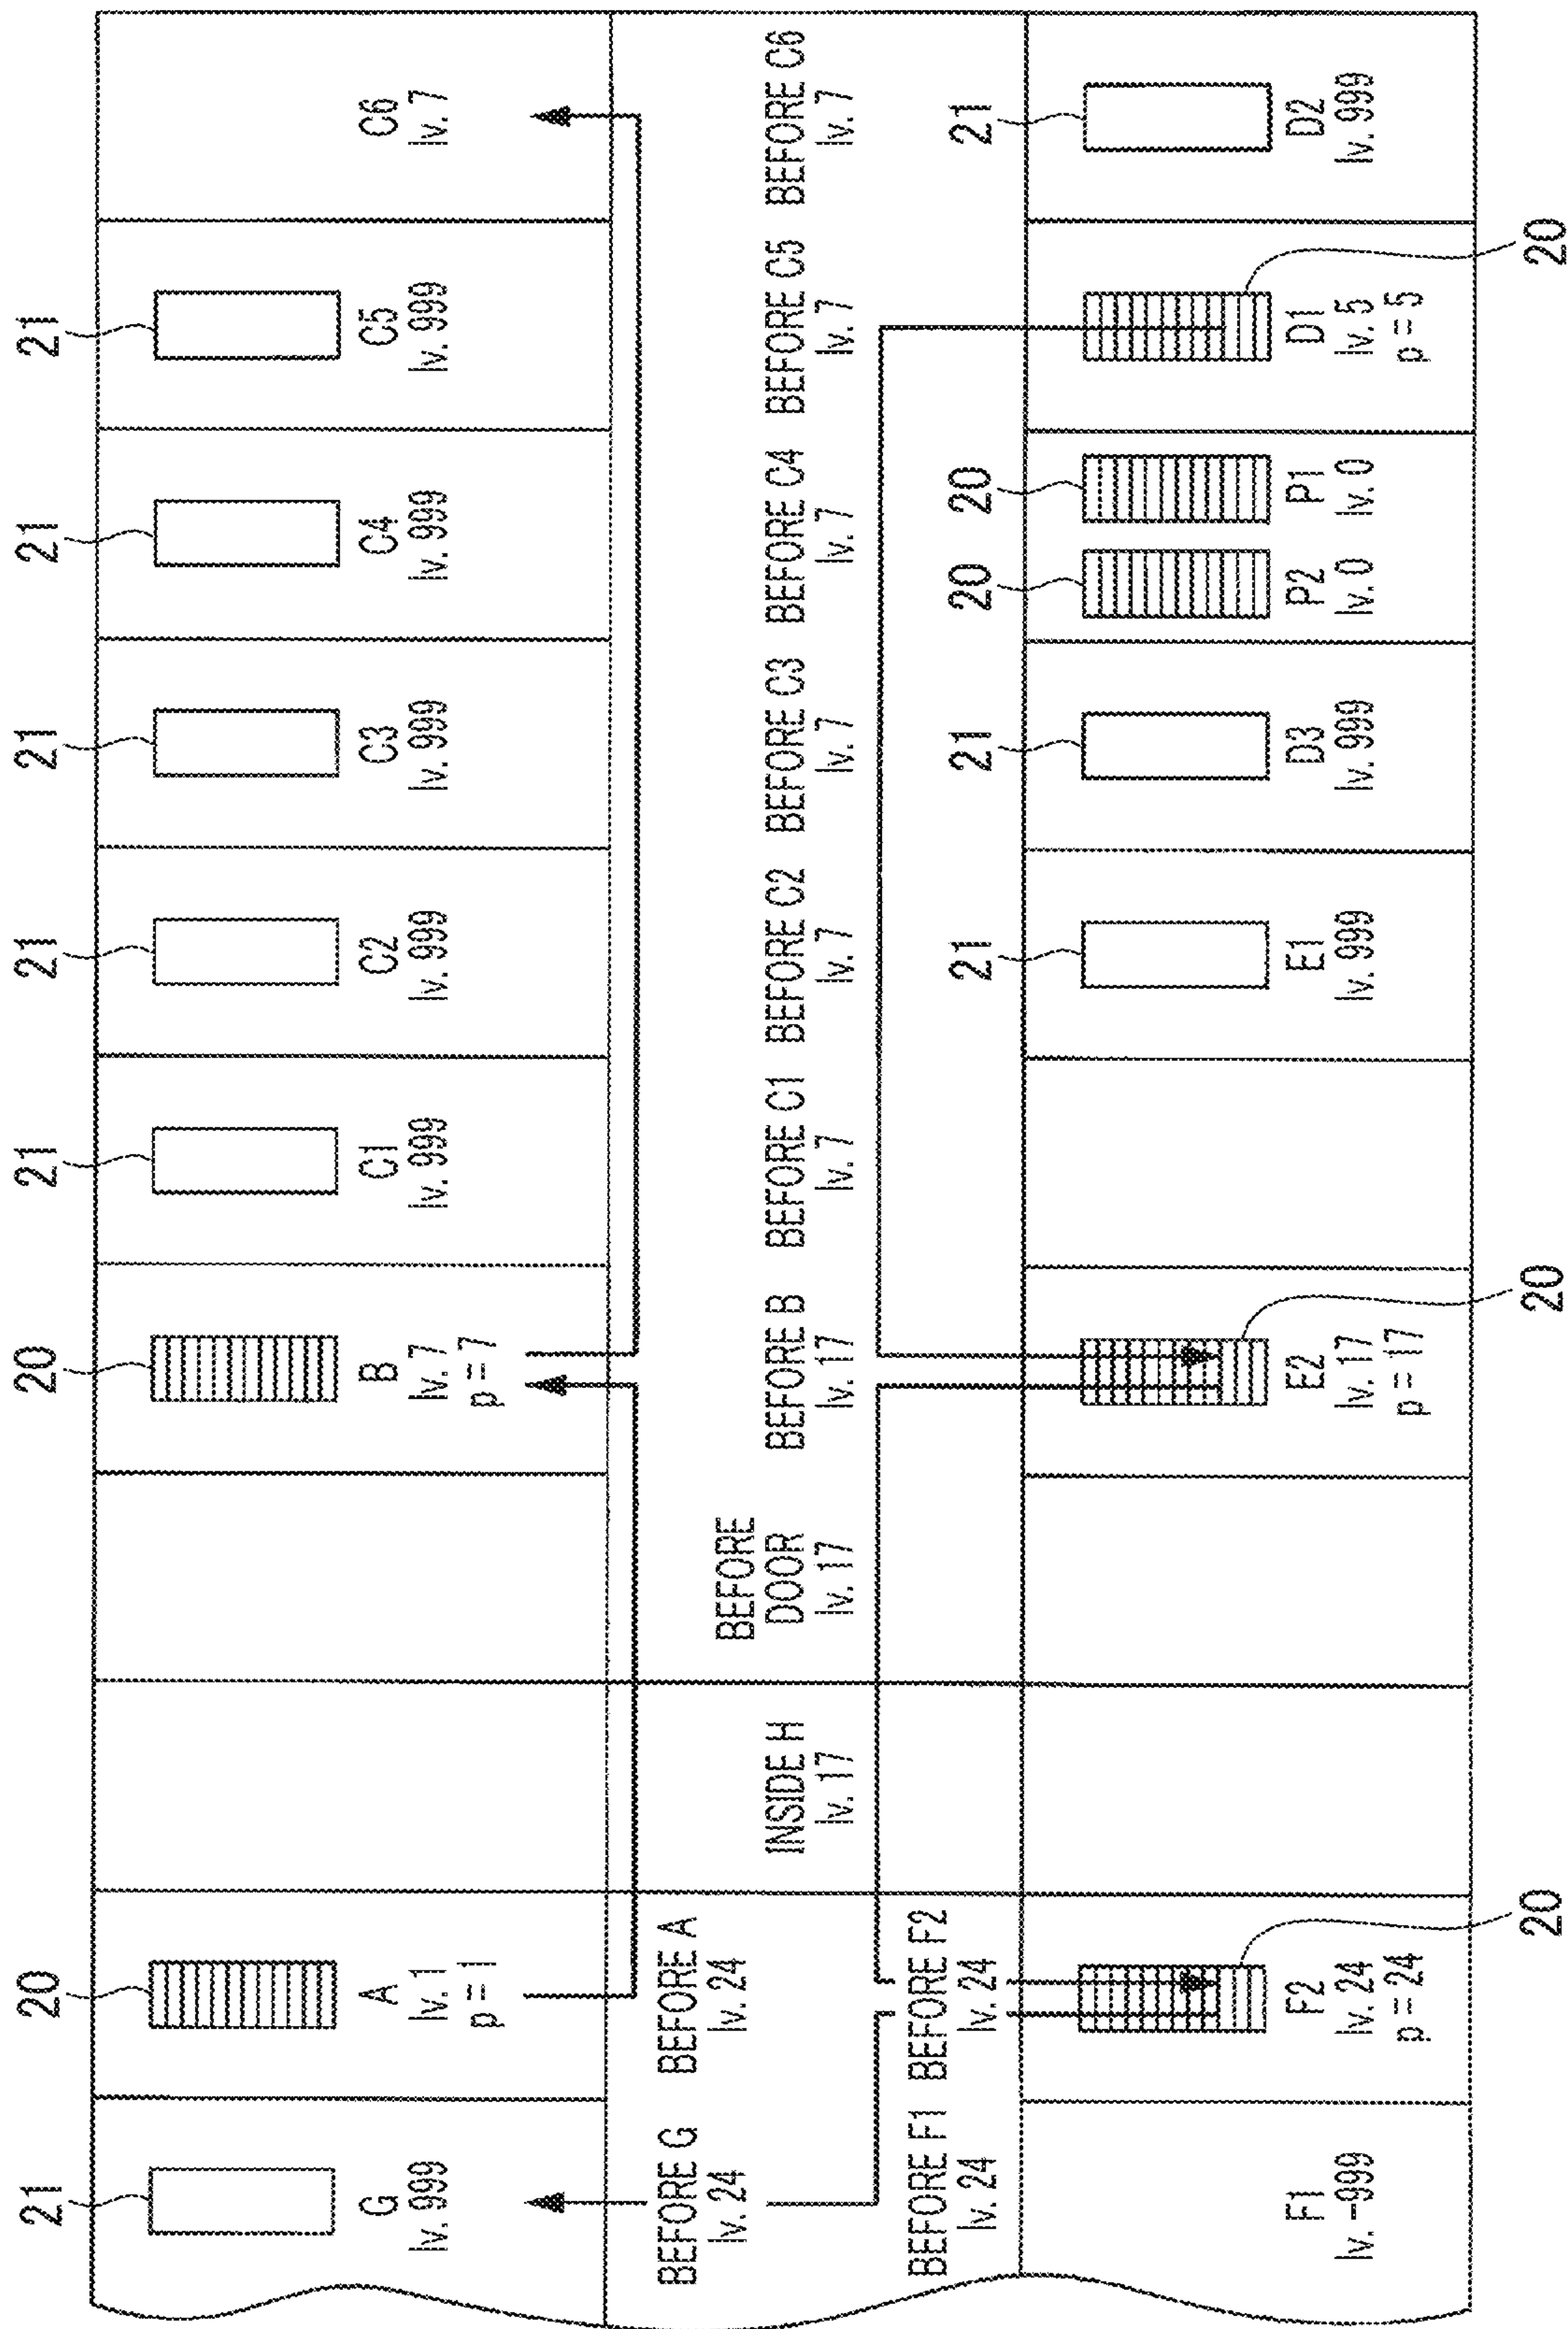 21
G
lv. 999
20
A
lv. 1
p = 1
20
B
lv. 7
p = 7
21
C1
lv. 999
21
C2
lv. 999
21
C3
lv. 999
21
C4
lv. 999
21
C5
lv. 999
C6
lv. 7
BEFORE G
lv. 24
BEFORE A
lv. 24
BEFORE F1
lv. 24
BEFORE F2
lv. 24
INSIDE H
lv. 17
BEFORE
DOOR
lv. 17
BEFORE B
lv. 17
BEFORE C1
lv. 7
BEFORE C2
lv. 7
BEFORE C3
lv. 7
BEFORE C4
lv. 7
BEFORE C5
lv. 7
BEFORE C6
lv. 7
F1
lv. -999
F2
lv. 24
p = 24
20
E2
lv. 17
p = 17
20
21
E1
lv. 999
21
D3
lv. 999
20
P2
lv. 0
20
P1
lv. 0
D1
lv. 5
p = 5
20
21
D2
lv. 999